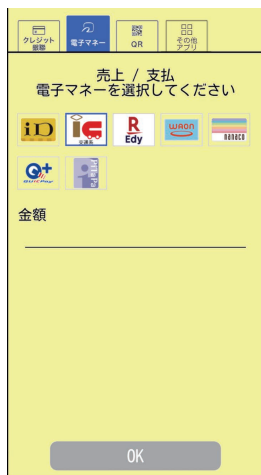 クレジット
銀聯
電子マネー
QR
その他
アプリ
売上 / 支払
電子マネーを選択してください
iD
IC
交通系
R
Edy
WAON
nanaco
Q+
QUICPay
PiTaPa
金額
OK